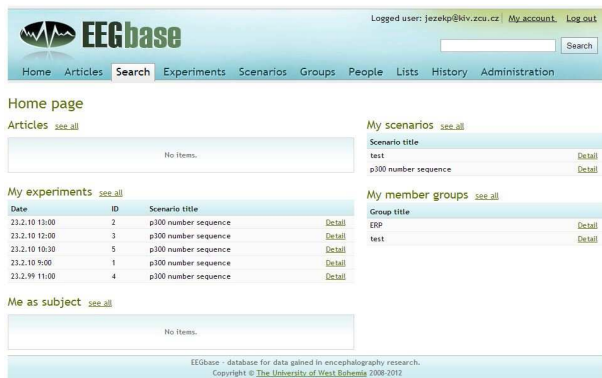 Logged user: jezekp@kiv.zcu.cz My account Log out
EEGbase
Search
Home Articles Search Experiments Scenarios Groups People Lists History Administration
Home page
Articles see all
No items.
My experiments see all
Date ID Scenario title
23.2.10 13:00 2 p300 number sequence Detail
23.2.10 12:00 3 p300 number sequence Detail
23.2.10 10:30 5 p300 number sequence Detail
23.2.10 9:00 1 p300 number sequence Detail
23.2.99 11:00 4 p300 number sequence Detail
Me as subject see all
No items.
My scenarios see all
Scenario title
test Detail
p300 number sequence Detail
My member groups see all
Group title
ERP Detail
test Detail
EEGbase - database for data gained in encephalography research.
Copyright © The University of West Bohemia 2008-2012